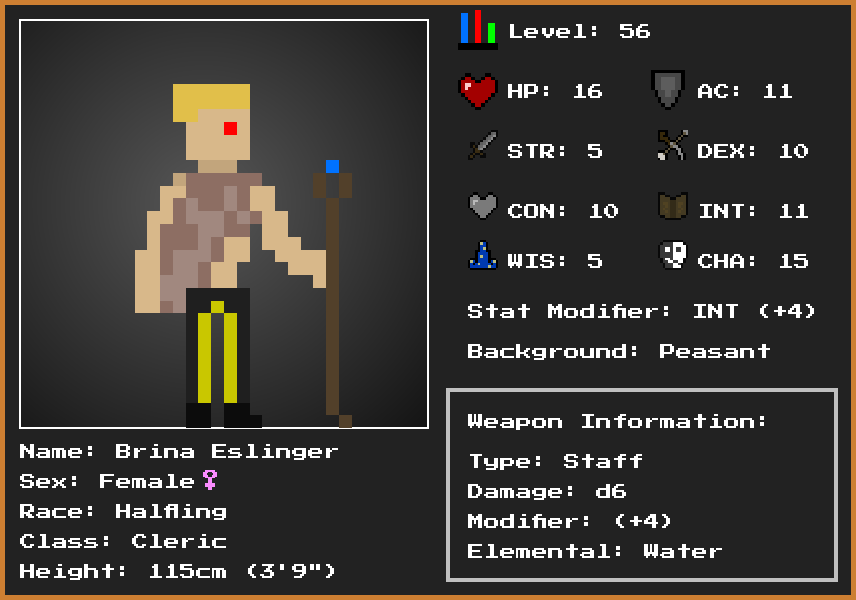 Level: 56
HP: 16
AC: 11
STR: 5
DEX: 10
CON: 10
INT: 11
WIS: 5
CHA: 15
Stat Modifier: INT (+4)
Background: Peasant
Weapon Information:
Type: Staff
Damage: d6
Modifier: (+4)
Elemental: Water
Name: Brina Eslinger
Sex: Female♀
Race: Halfling
Class: Cleric
Height: 115cm (3'9")